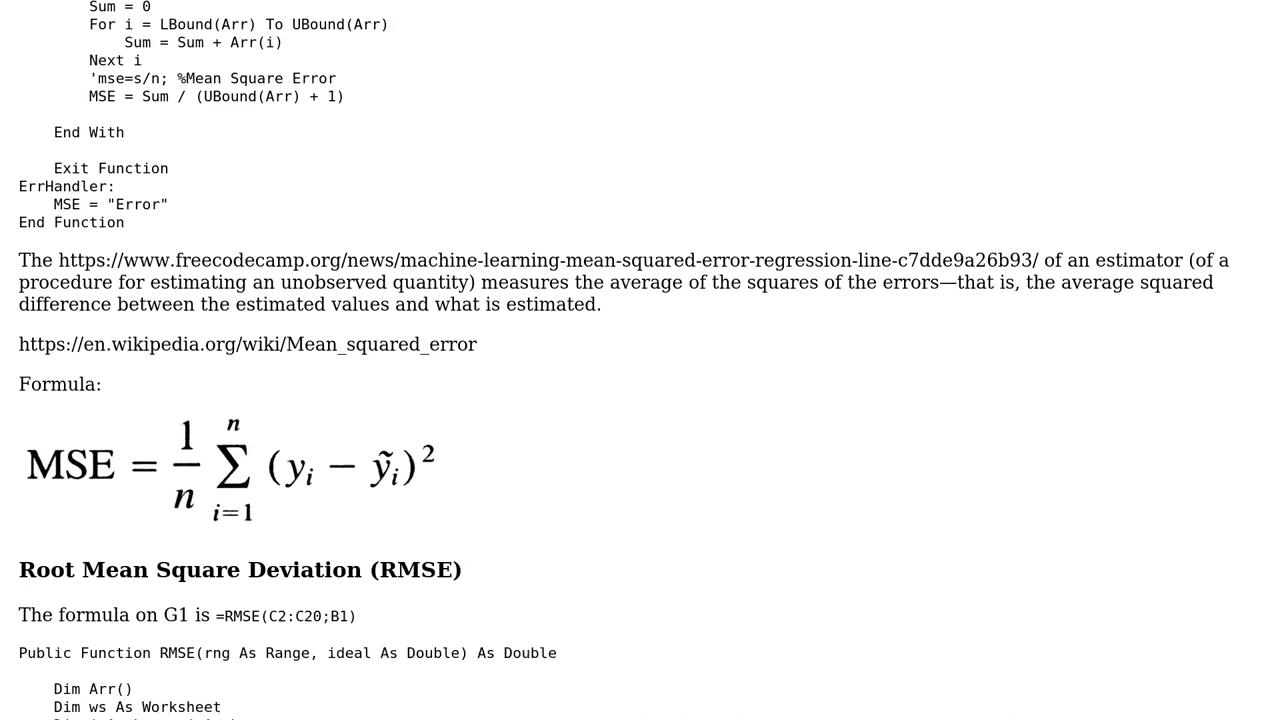 Sum = 0
For i = LBound(Arr) To UBound(Arr)
Sum = Sum + Arr(i)
Next i
'mse=s/n; %Mean Square Error
MSE = Sum / (UBound(Arr) + 1)
End With
Exit Function
ErrHandler:
MSE = "Error"
End Function
The https://www.freecodecamp.org/news/machine-learning-mean-squared-error-regression-line-c7dde9a26b93/ of an estimator (of a
procedure for estimating an unobserved quantity) measures the average of the squares of the errors—that is, the average squared
difference between the estimated values and what is estimated.
https://en.wikipedia.org/wiki/Mean_squared_error
Formula:
MSE = 1/n ∑ i=1 n (yᵢ − ỹᵢ)²
Root Mean Square Deviation (RMSE)
The formula on G1 is =RMSE(C2:C20;B1)
Public Function RMSE(rng As Range, ideal As Double) As Double
Dim Arr()
Dim ws As Worksheet